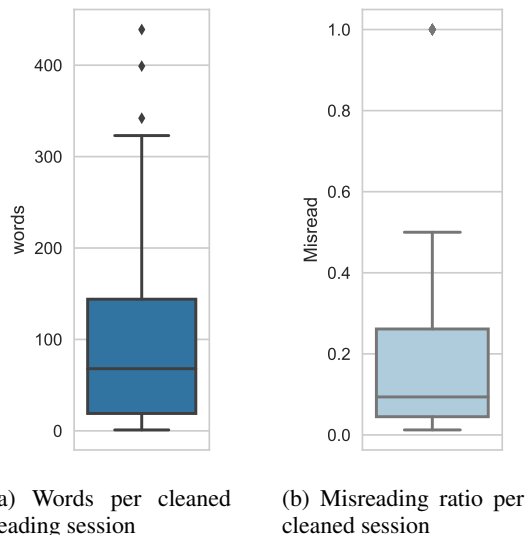 400
300
200
100
0
words
1.0
0.8
0.6
0.4
0.2
0.0
Misread
a) Words per cleaned
eading session
(b) Misreading ratio per
cleaned session